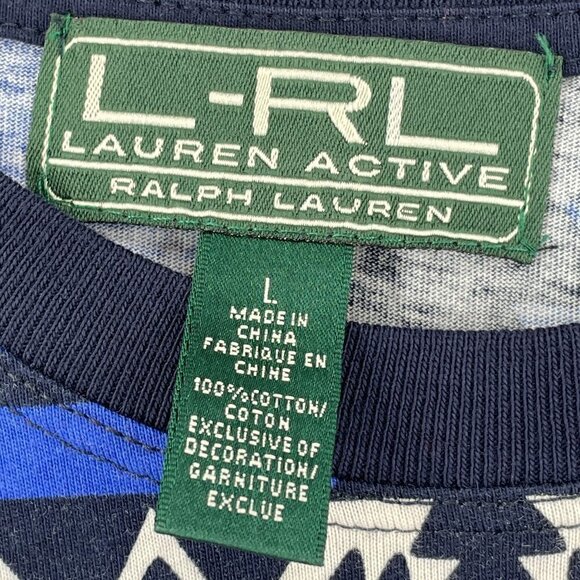 L-RL
LAUREN ACTIVE
RALPH LAUREN
L
MADE IN
CHINA
FABRIQUE EN
CHINE
100%COTTON/
COTON
EXCLUSIVE OF
DECORATION/
GARNITURE
EXCLUE